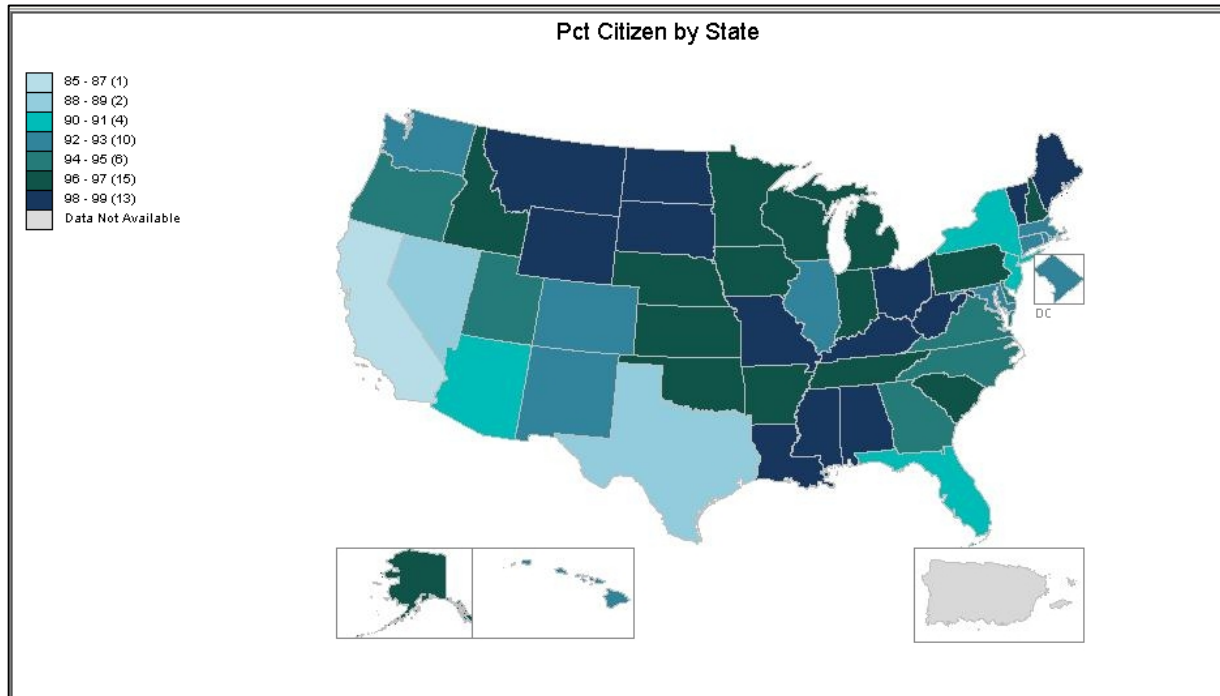 Pct Citizen by State
85 - 87 (1)
88 - 89 (2)
90 - 91 (4)
92 - 93 (10)
94 - 95 (6)
96 - 97 (15)
98 - 99 (13)
Data Not Available
DC